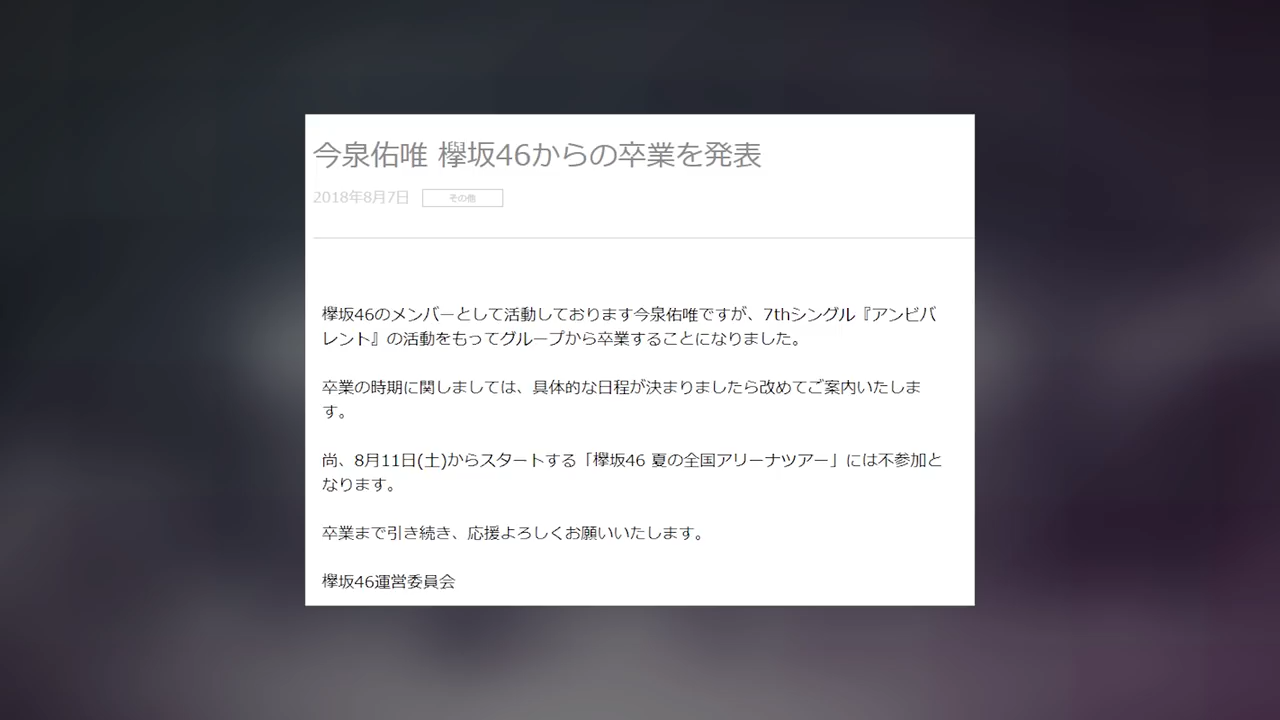 今泉佑唯 欅坂46からの卒業を発表
2018年8月7日 その他
欅坂46のメンバーとして活動しております今泉佑唯ですが、7thシングル『アンビバ
レント』の活動をもってグループから卒業することになりました。
卒業の時期に関しましては、具体的な日程が決まりましたら改めてご案内いたしま
す。
尚、8月11日(土)からスタートする「欅坂46 夏の全国アリーナツアー」には不参加と
なります。
卒業まで引き続き、応援よろしくお願いいたします。
欅坂46運営委員会